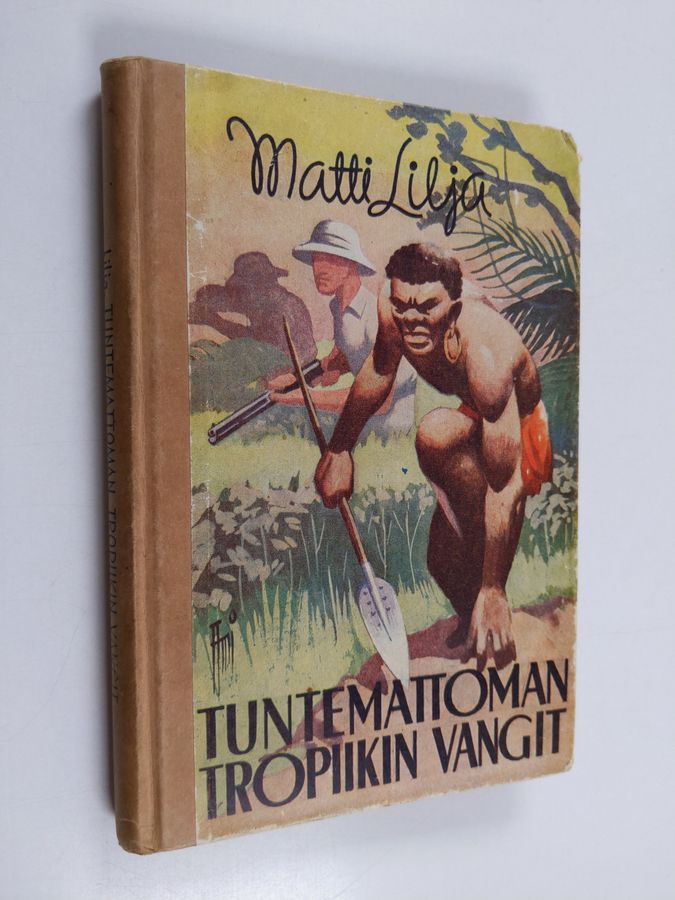 Matti Lilja
TUNTEMATTOMAN
TROPIIKIN VANGIT
Lilja TUNTEMATTOMAN TROPIIKIN VANGIT